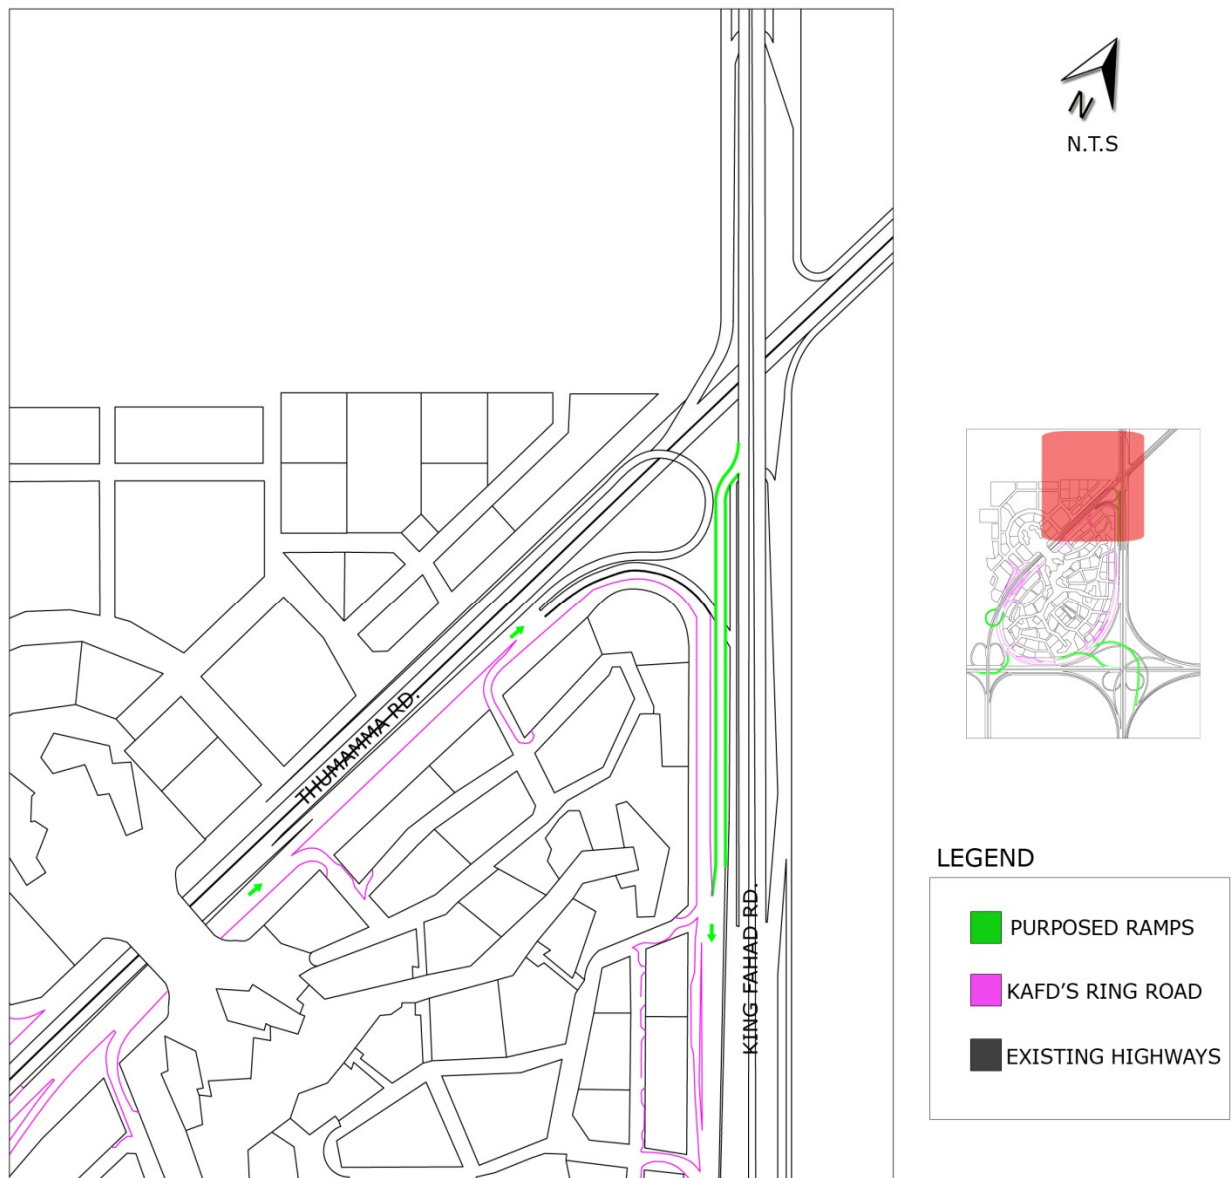 N
N.T.S
THUMAMMA RD.
KING FAHAD RD.
LEGEND
PURPOSED RAMPS
KAFD'S RING ROAD
EXISTING HIGHWAYS